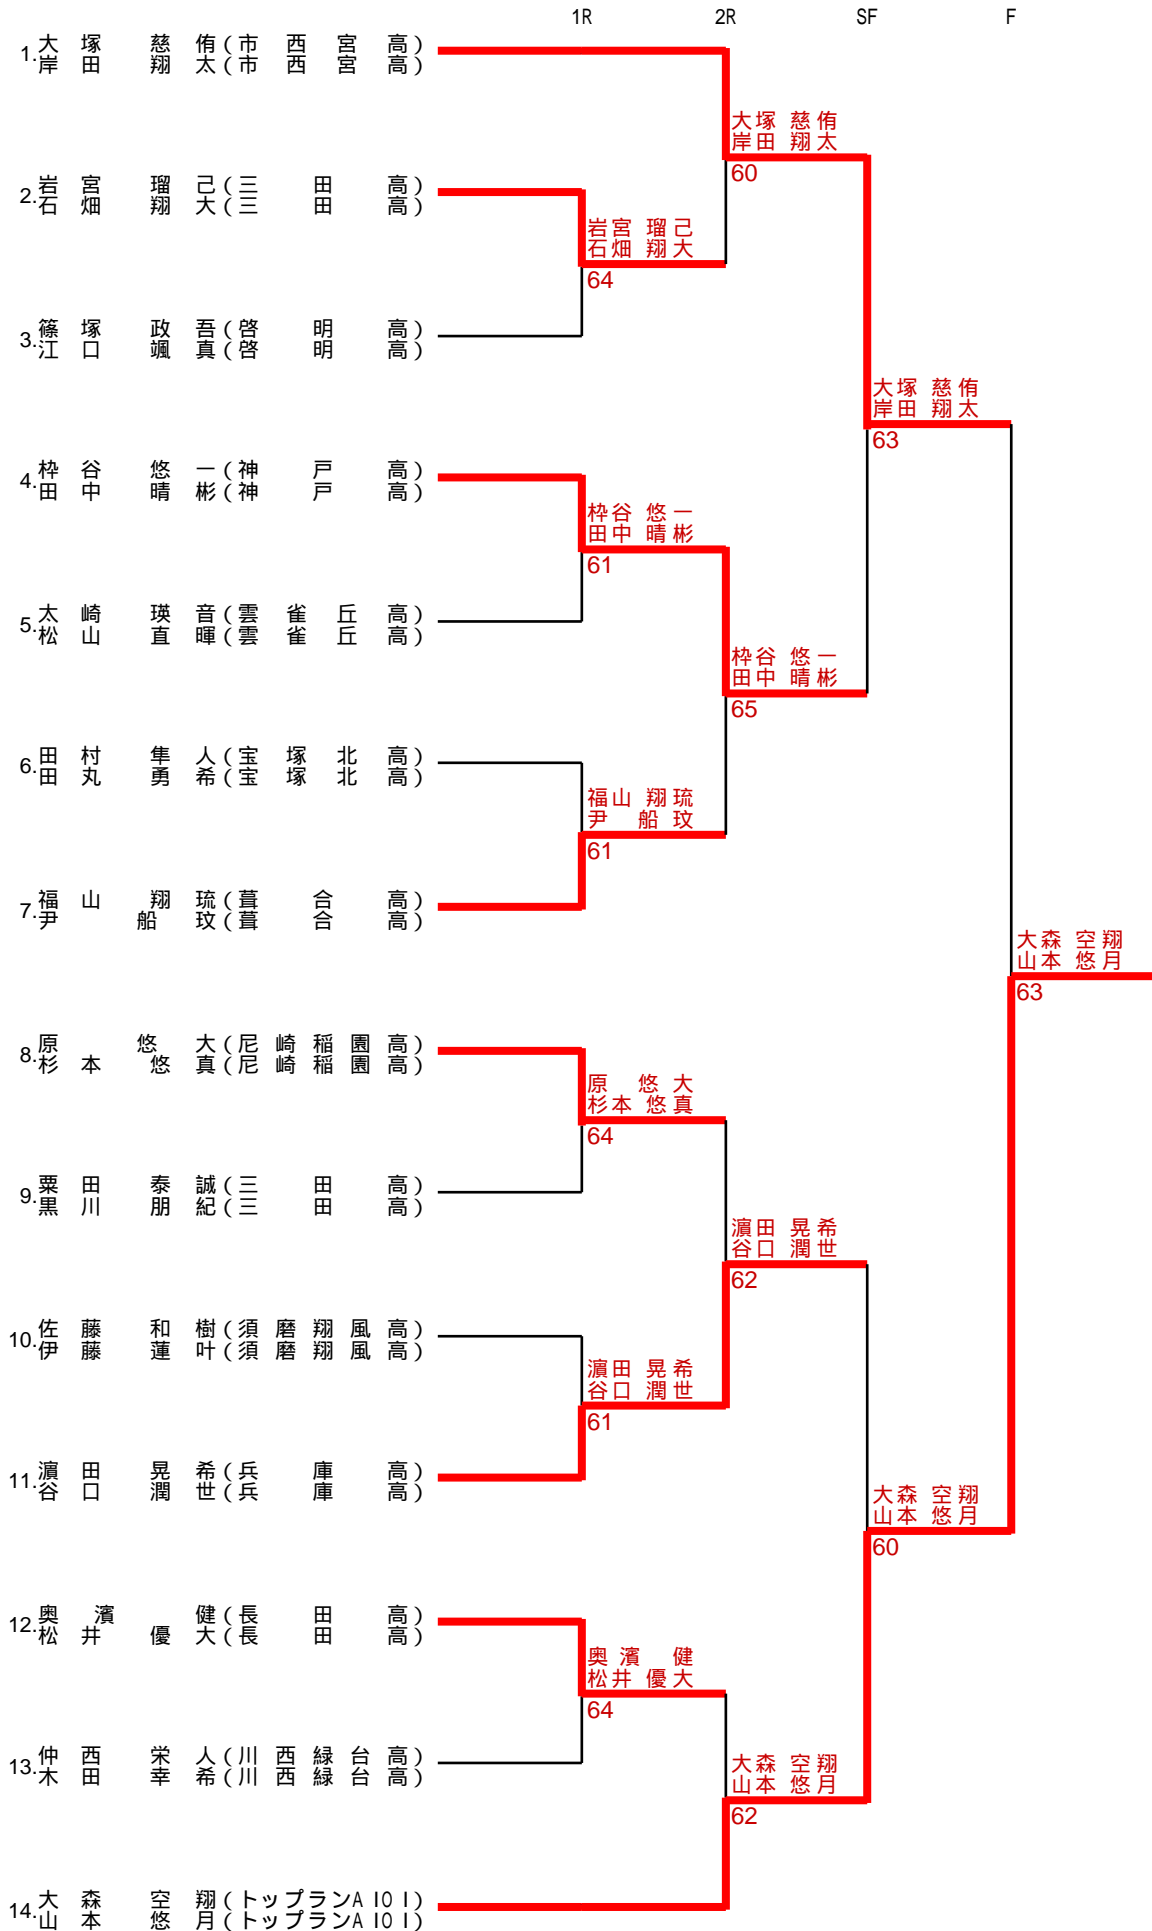 1R 2R SF F
1. 大塚 慈侑(市西宮高)
岸田 翔太(市西宮高)
大塚 慈侑
岸田 翔太
60
2. 岩宮 瑠己(三田高)
石畑 翔大(三田高)
岩宮 瑠己
石畑 翔大
64
3. 篠塚 政吾(啓明高)
江口 颯真(啓明高)
大塚 慈侑
岸田 翔太
63
4. 枠谷 悠一(神戸高)
田中 晴彬(神戸高)
枠谷 悠一
田中 晴彬
61
5. 太崎 瑛音(雲雀丘高)
松山 直暉(雲雀丘高)
枠谷 悠一
田中 晴彬
65
6. 田村 隼人(宝塚北高)
田丸 勇希(宝塚北高)
福山 翔琉
尹 船玟
61
7. 福山 翔琉(葺合高)
尹 船玟(葺合高)
大森 空翔
山本 悠月
63
8. 原 悠大(尼崎稲園高)
杉本 悠真(尼崎稲園高)
原 悠大
杉本 悠真
64
9. 粟田 泰誠(三田高)
黒川 朋紀(三田高)
濵田 晃希
谷口 潤世
62
10. 佐藤 和樹(須磨翔風高)
伊藤 蓮叶(須磨翔風高)
濵田 晃希
谷口 潤世
61
11. 濵田 晃希(兵庫高)
谷口 潤世(兵庫高)
大森 空翔
山本 悠月
60
12. 奥濱 健(長田高)
松井 優大(長田高)
奥濱 健
松井 優大
64
13. 仲西 栄人(川西緑台高)
木田 幸希(川西緑台高)
大森 空翔
山本 悠月
62
14. 大森 空翔(トップランAIOI)
山本 悠月(トップランAIOI)